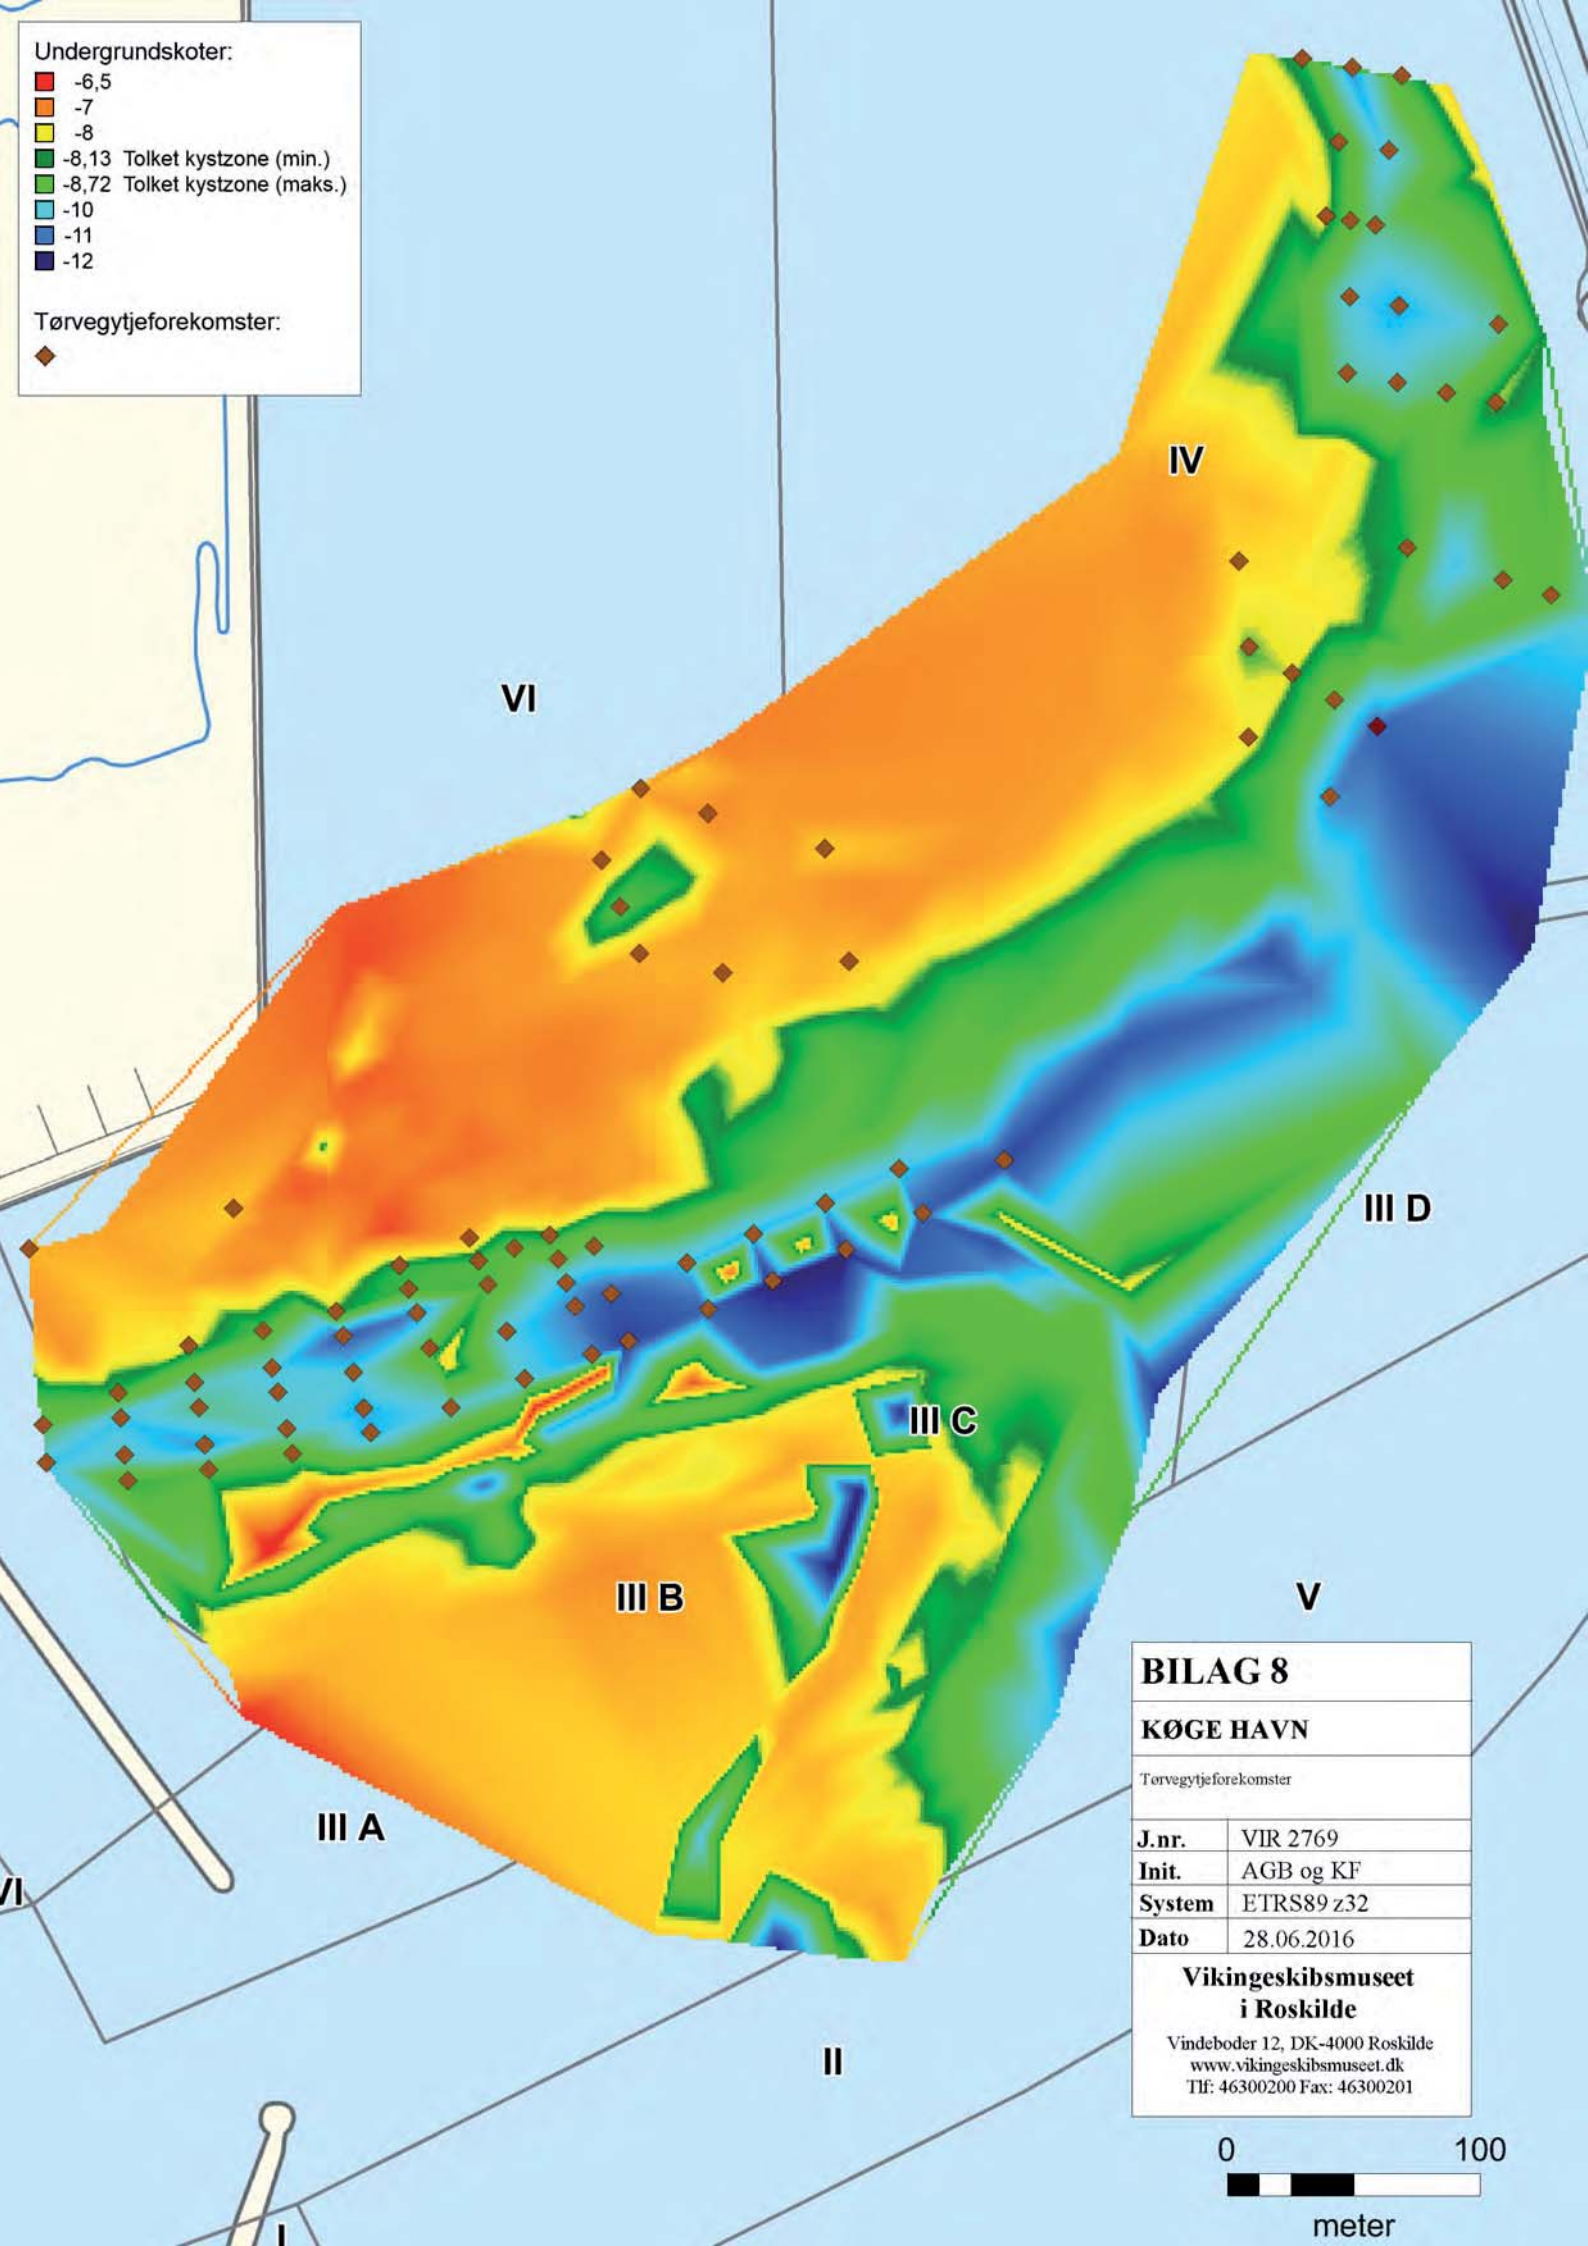 Undergrundskoter:
-6,5
-7
-8
-8,13 Tolket kystzone (min.)
-8,72 Tolket kystzone (maks.)
-10
-11
-12
Tørvegytjeforekomster:
IV
VI
III D
III C
III B
V
III A
VI
II
I
BILAG 8
KØGE HAVN
Tørvegytjeforekomster
J.nr. VIR 2769
Init. AGB og KF
System ETRS89 z32
Dato 28.06.2016
Vikingeskibsmuseet
i Roskilde
Vindeboder 12, DK-4000 Roskilde
www.vikingeskibsmuseet.dk
Tlf: 46300200 Fax: 46300201
0 100
meter